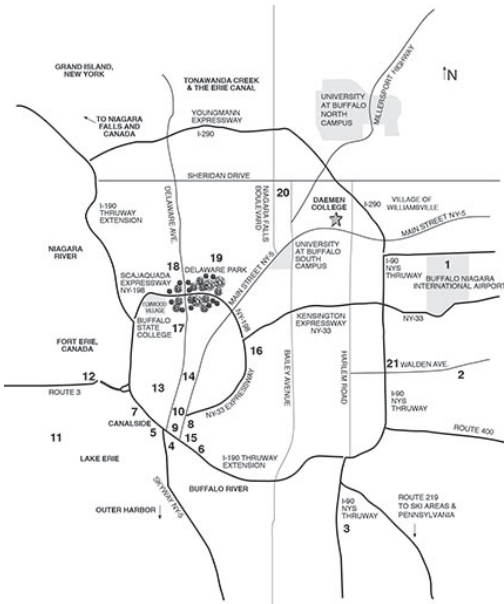 GRAND ISLAND,
NEW YORK
TONAWANDA CREEK
& THE ERIE CANAL
N
MILLERSPORT HIGHWAY
UNIVERSITY
AT BUFFALO
NORTH
CAMPUS
TO NIAGARA
FALLS AND
CANADA
YOUNGMANN
EXPRESSWAY
I-290
SHERIDAN DRIVE
I-190
THRUWAY
EXTENSION
DELAWARE AVE.
NIAGARA FALLS
BOULEVARD
20
DAEMEN
COLLEGE
I-290
VILLAGE OF
WILLIAMSVILLE
MAIN STREET NY-5
NIAGARA
RIVER
19
18
DELAWARE PARK
SCAJAQUADA
EXPRESSWAY
NY-198
MAIN STREET NY-5
UNIVERSITY
AT BUFFALO
SOUTH
CAMPUS
I-90
NYS
THRUWAY
1
BUFFALO NIAGARA
INTERNATIONAL AIRPORT
ELMWOOD
VILLAGE
BUFFALO
STATE
COLLEGE
17
NY-198
KENSINGTON
EXPRESSWAY
NY-33
NY-33
FORT ERIE,
CANADA
16
12
ROUTE 3
13
14
BAILEY AVENUE
HARLEM ROAD
21
WALDEN AVE.
2
I-90
NYS
THRUWAY
NY-33 EXPRESSWAY
7
10
CANALSIDE
8
9
5
15
4
6
11
LAKE ERIE
I-190 THRUWAY
EXTENSION
ROUTE 400
BUFFALO RIVER
SKYWAY NY-5
OUTER HARBOR
I-90
NYS
THRUWAY
3
ROUTE 219
TO SKI AREAS &
PENNSYLVANIA